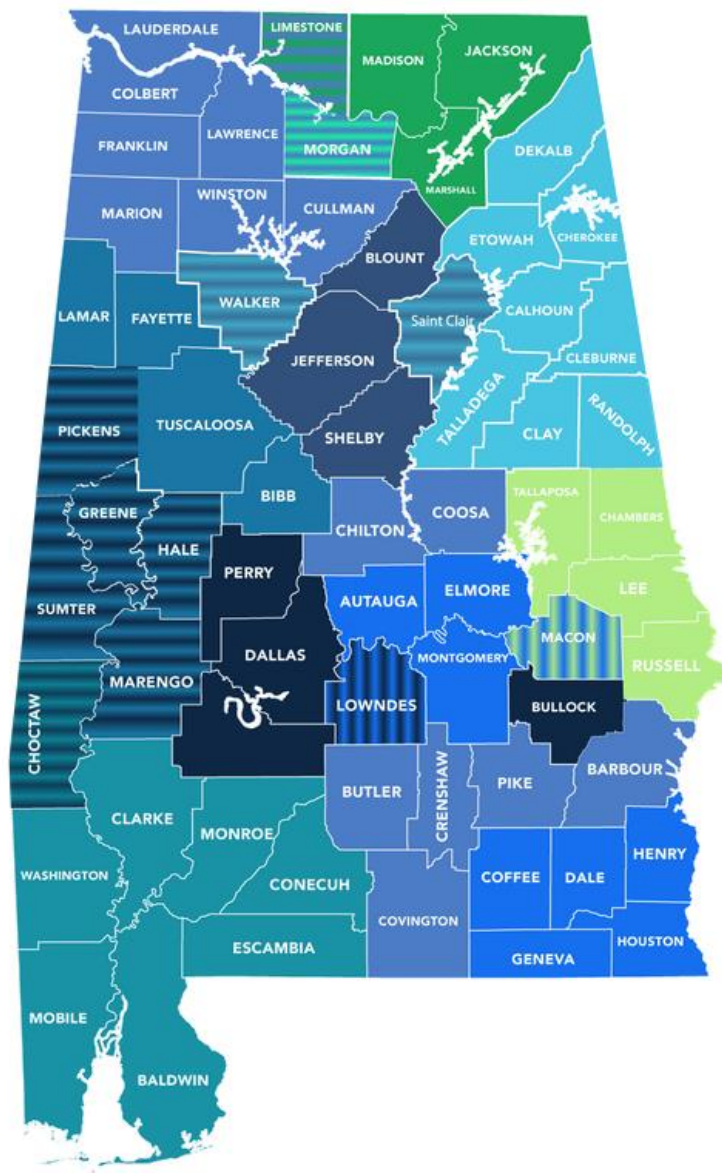 LAUDERDALE
LIMESTONE
MADISON
JACKSON
COLBERT
LAWRENCE
FRANKLIN
MORGAN
DEKALB
MARSHALL
MARION
WINSTON
CULLMAN
ETOWAH
CHEROKEE
BLOUNT
LAMAR
FAYETTE
WALKER
Saint Clair
CALHOUN
JEFFERSON
CLEBURNE
PICKENS
TUSCALOOSA
SHELBY
TALLADEGA
CLAY
RANDOLPH
BIBB
GREENE
HALE
CHILTON
COOSA
TALLAPOSA
CHAMBERS
PERRY
SUMTER
AUTAUGA
ELMORE
LEE
MACON
DALLAS
MONTGOMERY
RUSSELL
MARENGO
LOWNDES
BULLOCK
CHOCTAW
CLARKE
BUTLER
CRENSHAW
PIKE
BARBOUR
MONROE
WASHINGTON
CONECUH
COFFEE
DALE
HENRY
COVINGTON
ESCAMBIA
GENEVA
HOUSTON
MOBILE
BALDWIN